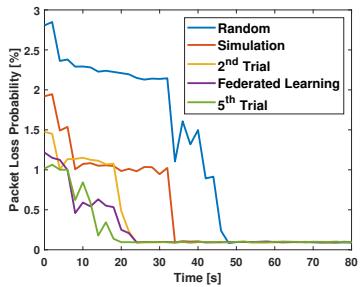 3
2.5
2
1.5
1
0.5
0
Packet Loss Probability [%]
Random
Simulation
2nd Trial
Federated Learning
5th Trial
0 10 20 30 40 50 60 70 80
Time [s]